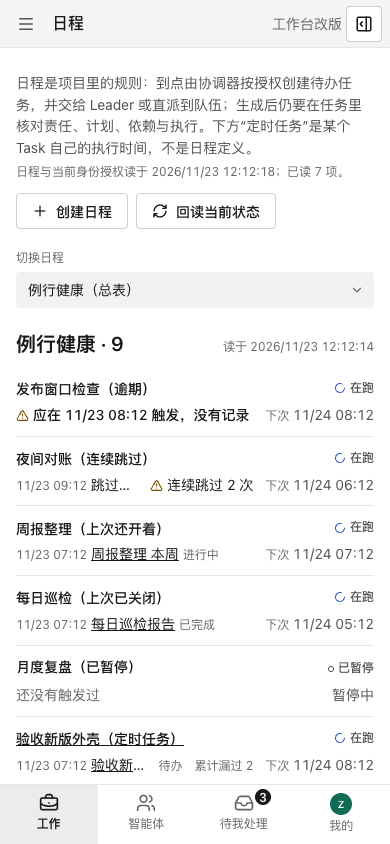 日程
工作台改版
日程是项目里的规则：到点由协调器按授权创建待办任
务，并交给 Leader 或直派到队伍；生成后仍要在任务里
核对责任、计划、依赖与执行。下方“定时任务”是某个
Task 自己的执行时间，不是日程定义。
日程与当前身份授权读于 2026/11/23 12:12:18；已读 7 项。
创建日程
回读当前状态
切换日程
例行健康（总表）
例行健康 · 9
读于 2026/11/23 12:12:14
发布窗口检查（逾期）
在跑
应在 11/23 08:12 触发，没有记录
下次 11/24 08:12
夜间对账（连续跳过）
在跑
11/23 09:12 跳过...
连续跳过 2 次
下次 11/24 06:12
周报整理（上次还开着）
在跑
11/23 07:12 周报整理 本周 进行中
下次 11/24 07:12
每日巡检（上次已关闭）
在跑
11/23 07:12 每日巡检报告 已完成
下次 11/24 05:12
月度复盘（已暂停）
已暂停
还没有触发过
暂停中
验收新版外壳（定时任务）
在跑
11/23 07:12 验收新... 待办 累计漏过 2
下次 11/24 08:12
工作
智能体
3
待我处理
z
我的